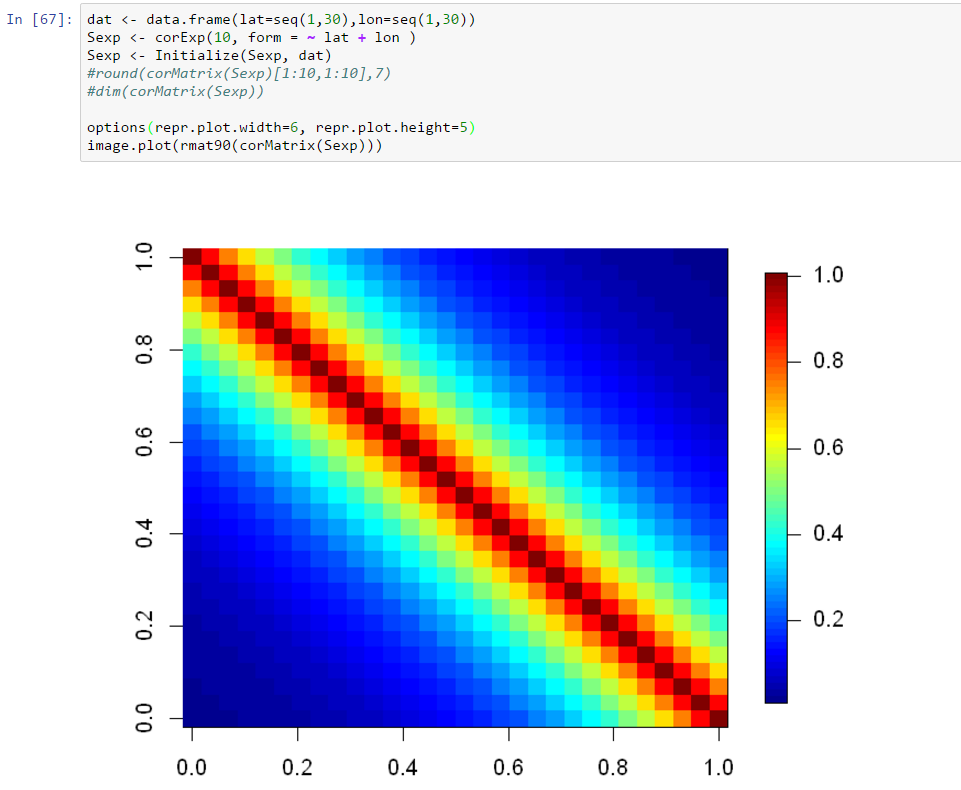 In [67]: dat <- data.frame(lat=seq(1,30),lon=seq(1,30))
Sexp <- corExp(10, form = ~ lat + lon )
Sexp <- Initialize(Sexp, dat)
#round(corMatrix(Sexp)[1:10,1:10],7)
#dim(corMatrix(Sexp))
options(repr.plot.width=6, repr.plot.height=5)
image.plot(rmat90(corMatrix(Sexp)))
1.0
0.8
0.6
0.4
0.2
0.0
0.0 0.2 0.4 0.6 0.8 1.0
1.0
0.8
0.6
0.4
0.2